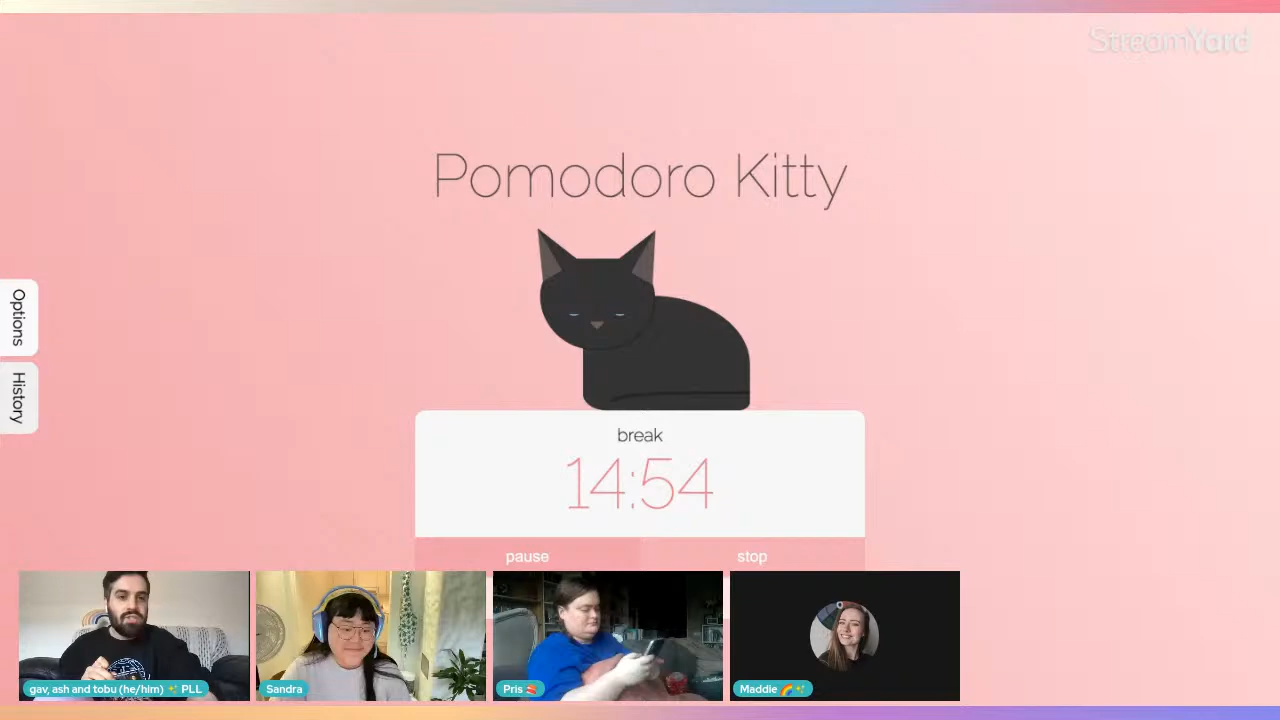 StreamYard
Pomodoro Kitty
Options
History
break
14:54
pause
stop
gav, ash and tobu (he/him) ✨ PLL
Sandra
Pris
Maddie 🌈✨